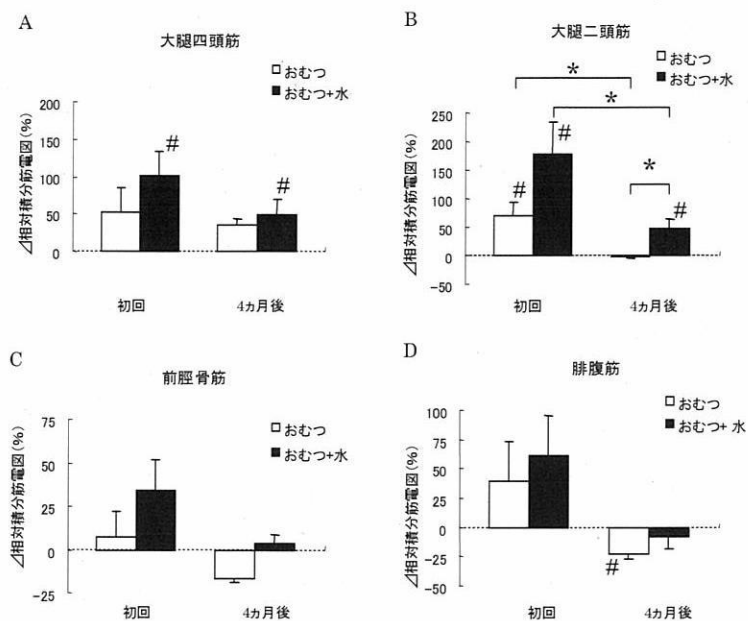 A
大腿四頭筋
おむつ
おむつ+水
⊿相対積分筋電図(%)
200
150
100
50
0
#
#
初回
4ヵ月後
B
大腿二頭筋
おむつ
おむつ+水
⊿相対積分筋電図(%)
250
200
150
100
50
0
-50
*
*
*
#
#
#
初回
4ヵ月後
C
前脛骨筋
おむつ
おむつ+水
⊿相対積分筋電図(%)
75
50
25
0
-25
初回
4ヵ月後
D
腓腹筋
おむつ
おむつ+ 水
⊿相対積分筋電図(%)
100
75
50
25
0
-25
-50
#
初回
4ヵ月後